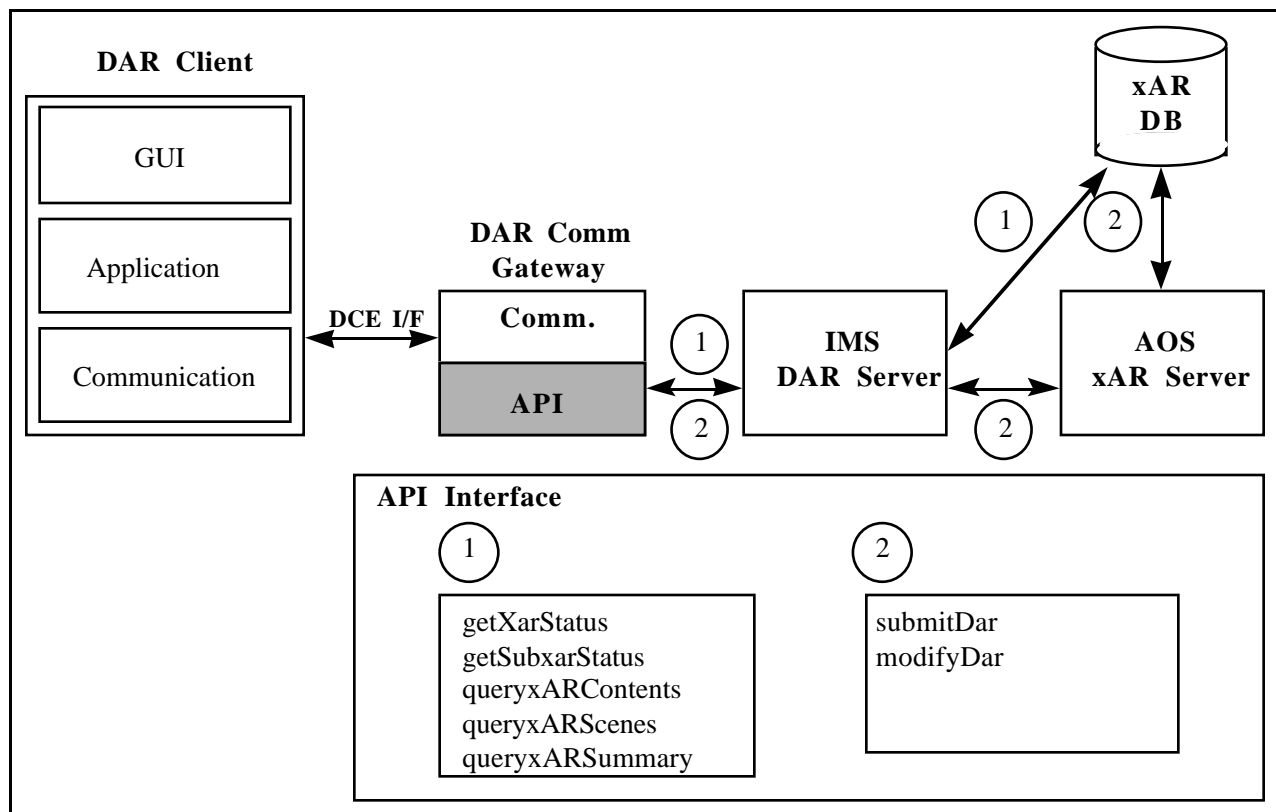 DAR Client
GUI
Application
Communication
DCE I/F
DAR Comm
Gateway
Comm.
API
1
2
IMS
DAR Server
1
2
2
xAR
DB
AOS
xAR Server
API Interface
1
getXarStatus
getSubxarStatus
queryxARContents
queryxARScenes
queryxARSummary
2
submitDar
modifyDar